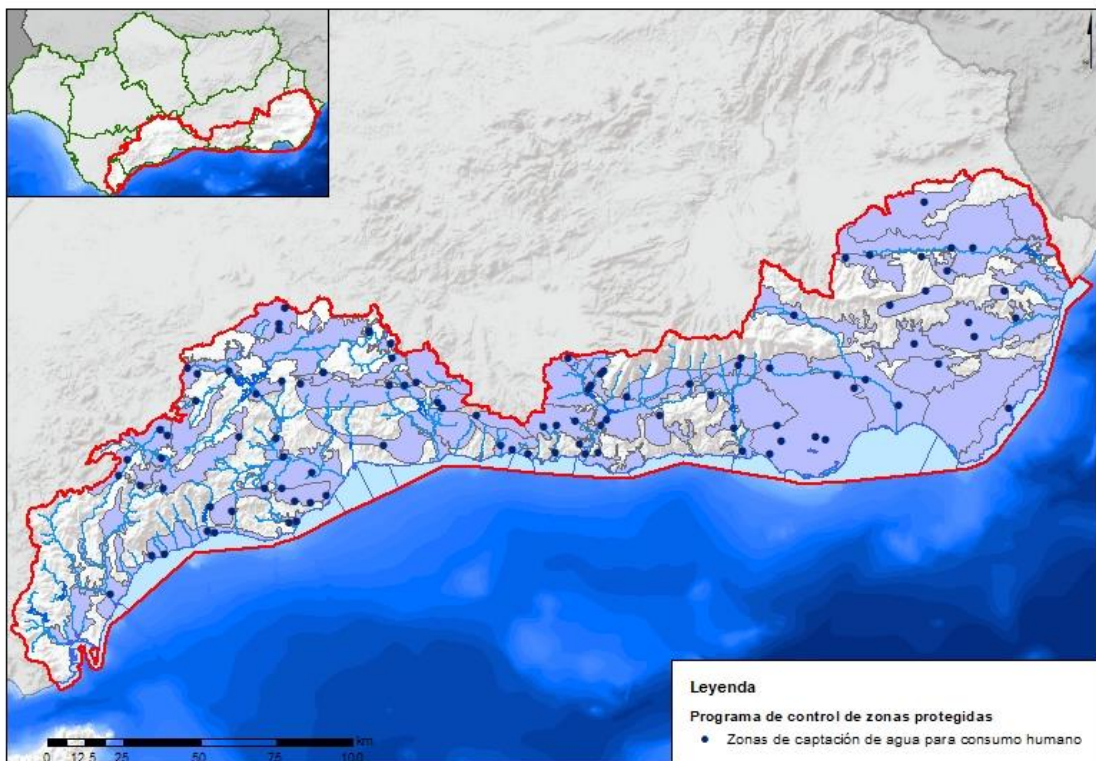 Leyenda
Programa de control de zonas protegidas
Zonas de captación de agua para consumo humano
km
0 12,5 25 50 75 100